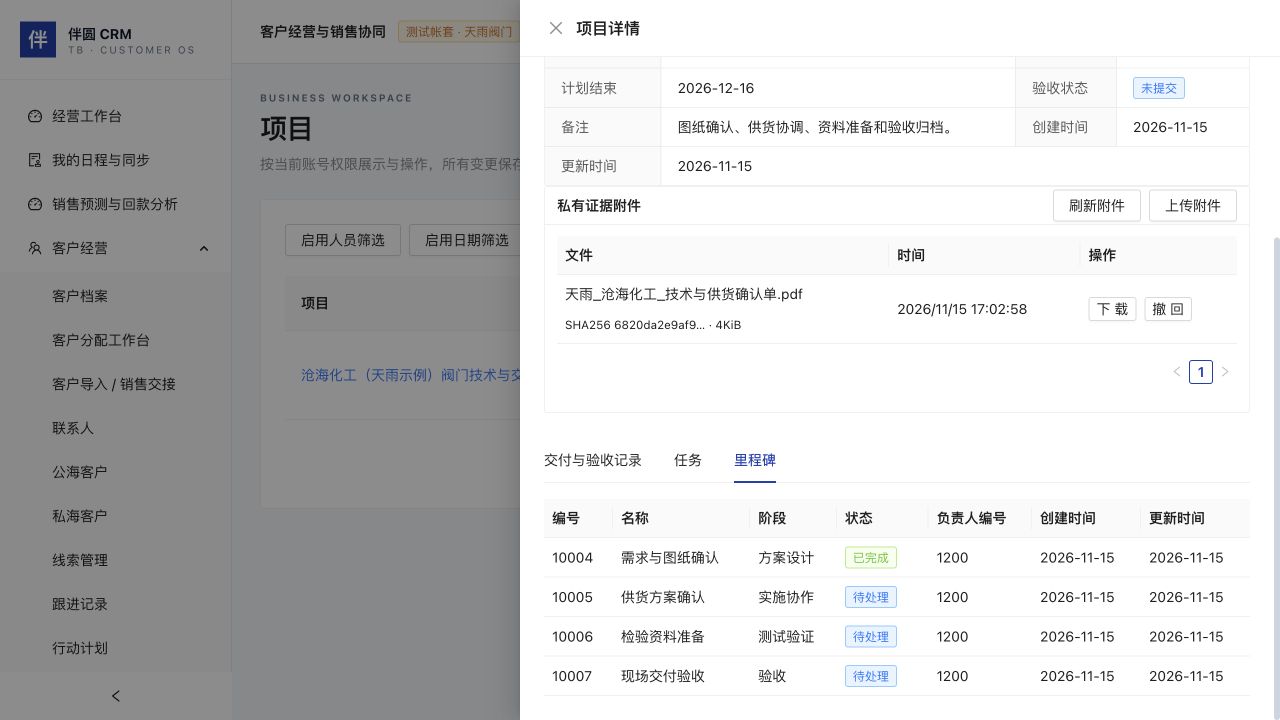 伴
伴圆 CRM
TB · CUSTOMER OS
经营工作台
我的日程与同步
销售预测与回款分析
客户经营
客户档案
客户分配工作台
客户导入 / 销售交接
联系人
公海客户
私海客户
线索管理
跟进记录
行动计划
客户经营与销售协同 测试帐套 · 天雨阀门
BUSINESS WORKSPACE
项目
按当前账号权限展示与操作，所有变更保存
启用人员筛选 启用日期筛选
项目
沧海化工（天雨示例）阀门技术与交
项目详情
计划结束 2026-12-16 验收状态 未提交
备注 图纸确认、供货协调、资料准备和验收归档。 创建时间 2026-11-15
更新时间 2026-11-15
私有证据附件 刷新附件 上传附件
文件 时间 操作
天雨_沧海化工_技术与供货确认单.pdf
SHA256 6820da2e9af9... · 4KiB
2026/11/15 17:02:58 下 载 撤 回
1
交付与验收记录 任务 里程碑
编号 名称 阶段 状态 负责人编号 创建时间 更新时间
10004 需求与图纸确认 方案设计 已完成 1200 2026-11-15 2026-11-15
10005 供货方案确认 实施协作 待处理 1200 2026-11-15 2026-11-15
10006 检验资料准备 测试验证 待处理 1200 2026-11-15 2026-11-15
10007 现场交付验收 验收 待处理 1200 2026-11-15 2026-11-15